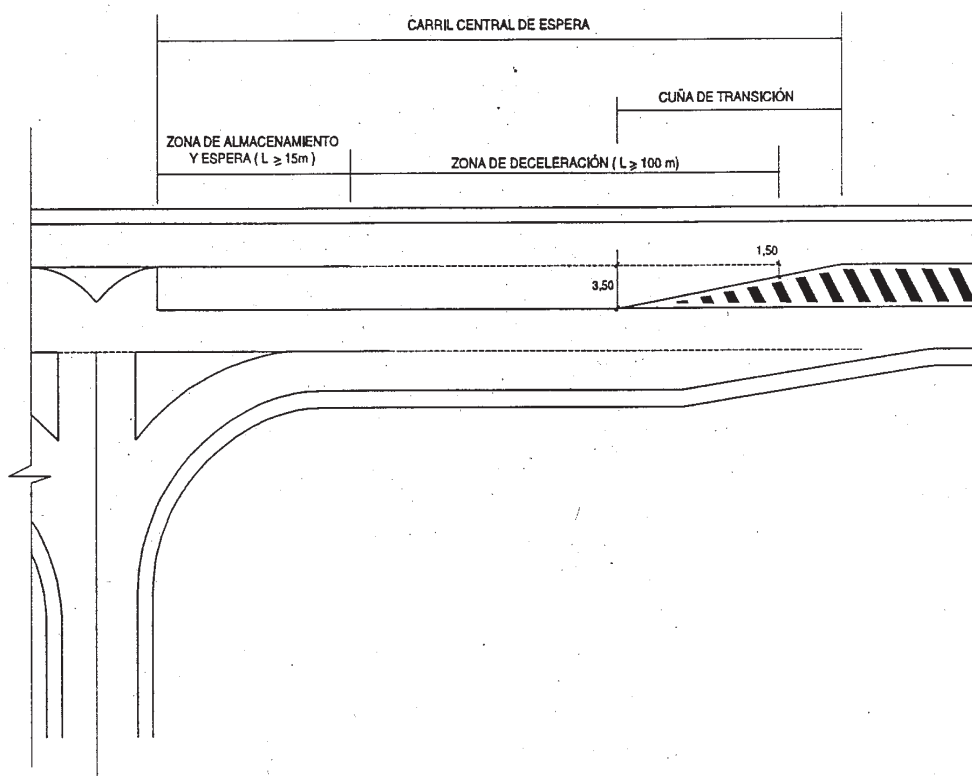 CARRIL CENTRAL DE ESPERA
CUÑA DE TRANSICIÓN
ZONA DE ALMACENAMIENTO
Y ESPERA ( L ≥ 15m )
ZONA DE DECELERACIÓN ( L ≥ 100 m)
1,50
3,50